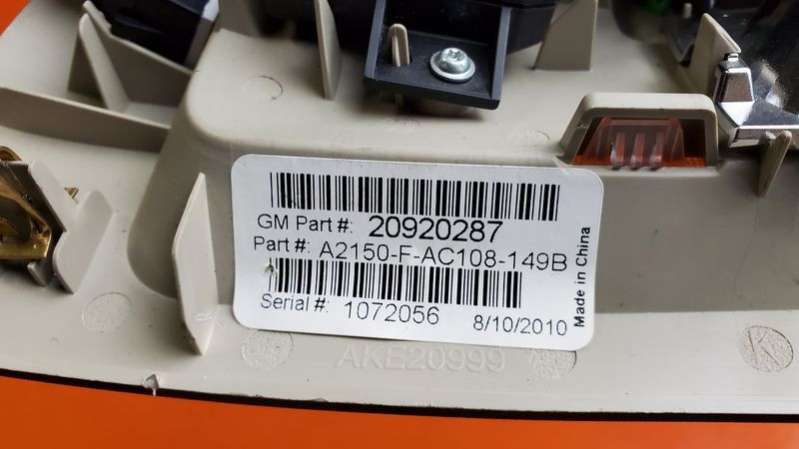 GM Part #: 20920287
Part #: A2150-F-AC108-149B
Serial #: 1072056 8/10/2010
Made in China
AKE20999
K